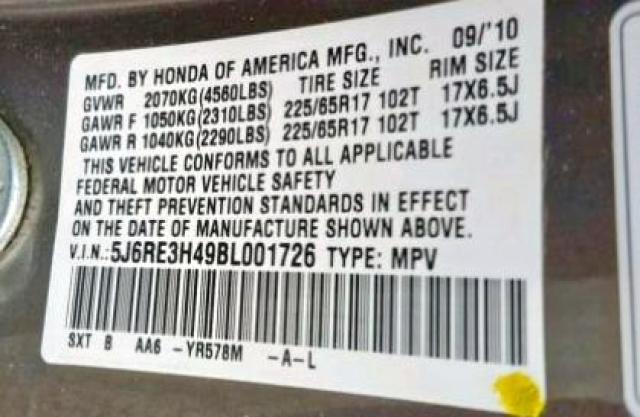 MFD. BY HONDA OF AMERICA MFG., INC. 09/'10
GVWR 2070KG(4560LBS) TIRE SIZE RIM SIZE
GAWR F 1050KG(2310LBS) 225/65R17 102T 17X6.5J
GAWR R 1040KG(2290LBS) 225/65R17 102T 17X6.5J
THIS VEHICLE CONFORMS TO ALL APPLICABLE
FEDERAL MOTOR VEHICLE SAFETY
AND THEFT PREVENTION STANDARDS IN EFFECT
ON THE DATE OF MANUFACTURE SHOWN ABOVE.
V.I.N.:5J6RE3H49BL001726 TYPE: MPV
SXT B AA6 -YR578M -A-L